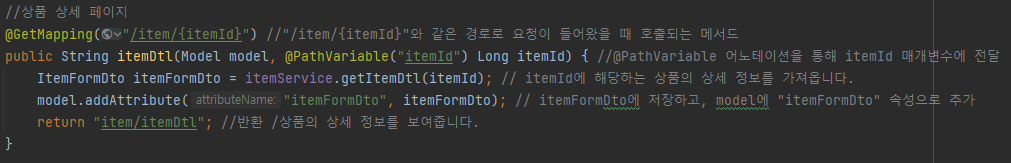 //상품 상세 페이지
@GetMapping("/item/{itemId}") //"/item/{itemId}"와 같은 경로로 요청이 들어왔을 때 호출되는 메서드
public String itemDtl(Model model, @PathVariable("itemId") Long itemId) { //@PathVariable 어노테이션을 통해 itemId 매개변수에 전달
ItemFormDto itemFormDto = itemService.getItemDtl(itemId); // itemId에 해당하는 상품의 상세 정보를 가져옵니다.
model.addAttribute( attributeName: "itemFormDto", itemFormDto); // itemFormDto에 저장하고, model에 "itemFormDto" 속성으로 추가
return "item/itemDtl"; //반환 /상품의 상세 정보를 보여줍니다.
}